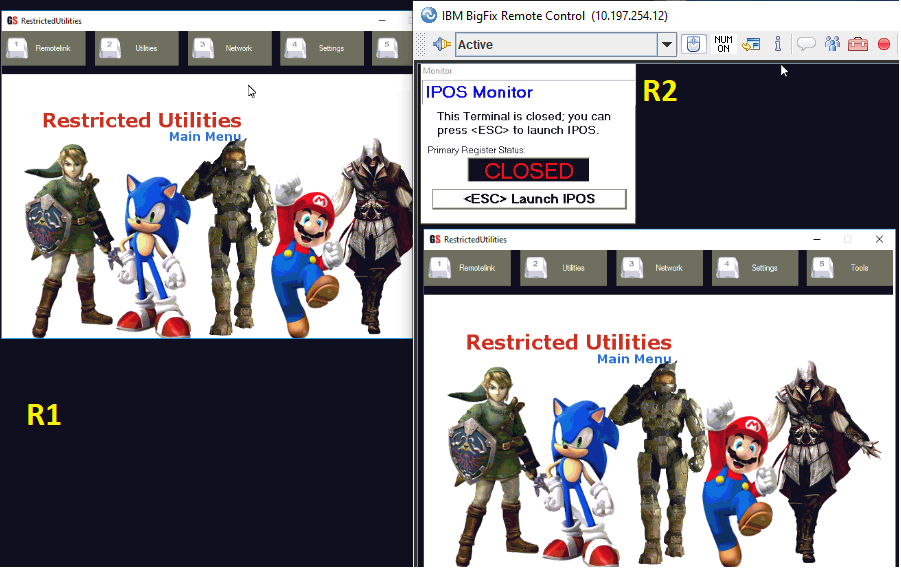 GS RestrictedUtilities
1 Remotelink
2 Utilities
3 Network
4 Settings
5
Restricted Utilities
Main Menu
R1
IBM BigFix Remote Control (10.197.254.12)
Active
NUM
ON
Monitor
IPOS Monitor
This Terminal is closed; you can
press <ESC> to launch IPOS.
Primary Register Status:
CLOSED
<ESC> Launch IPOS
R2
GS RestrictedUtilities
1 Remotelink
2 Utilities
3 Network
4 Settings
5 Tools
Restricted Utilities
Main Menu
M
M